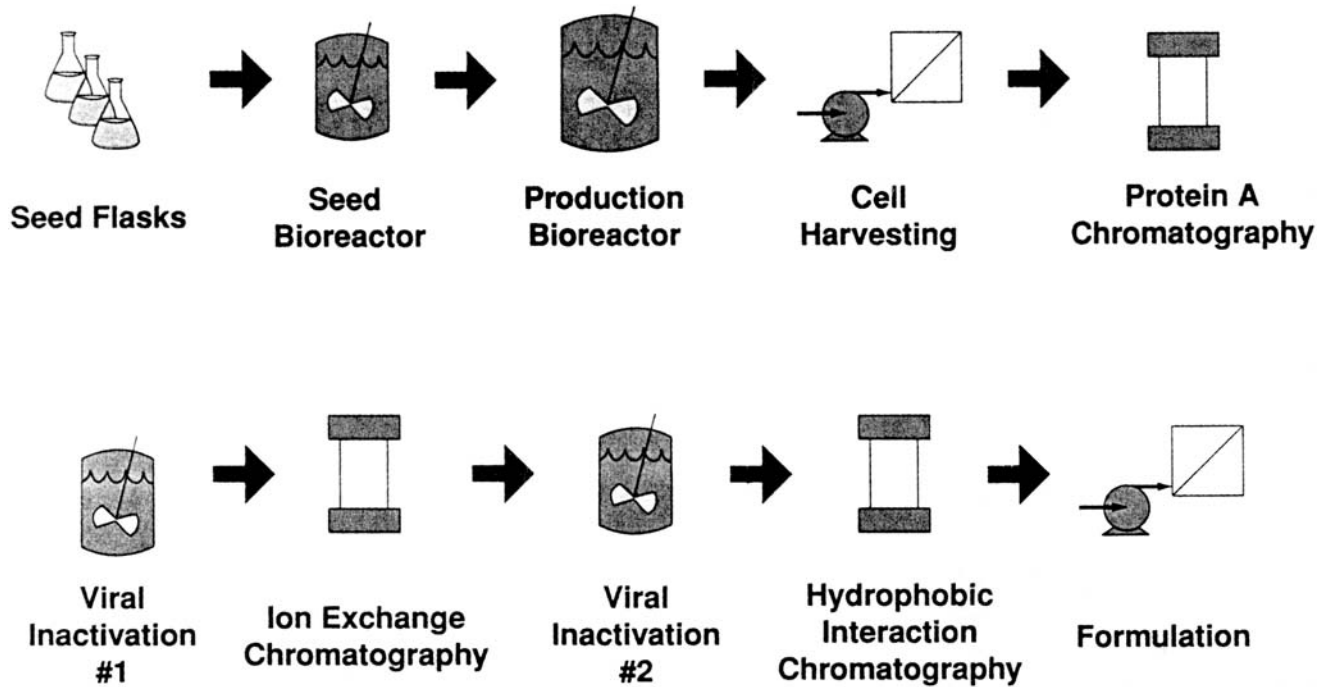 Seed Flasks
Seed
Bioreactor
Production
Bioreactor
Cell
Harvesting
Protein A
Chromatography
Viral
Inactivation
#1
Ion Exchange
Chromatography
Viral
Inactivation
#2
Hydrophobic
Interaction
Chromatography
Formulation